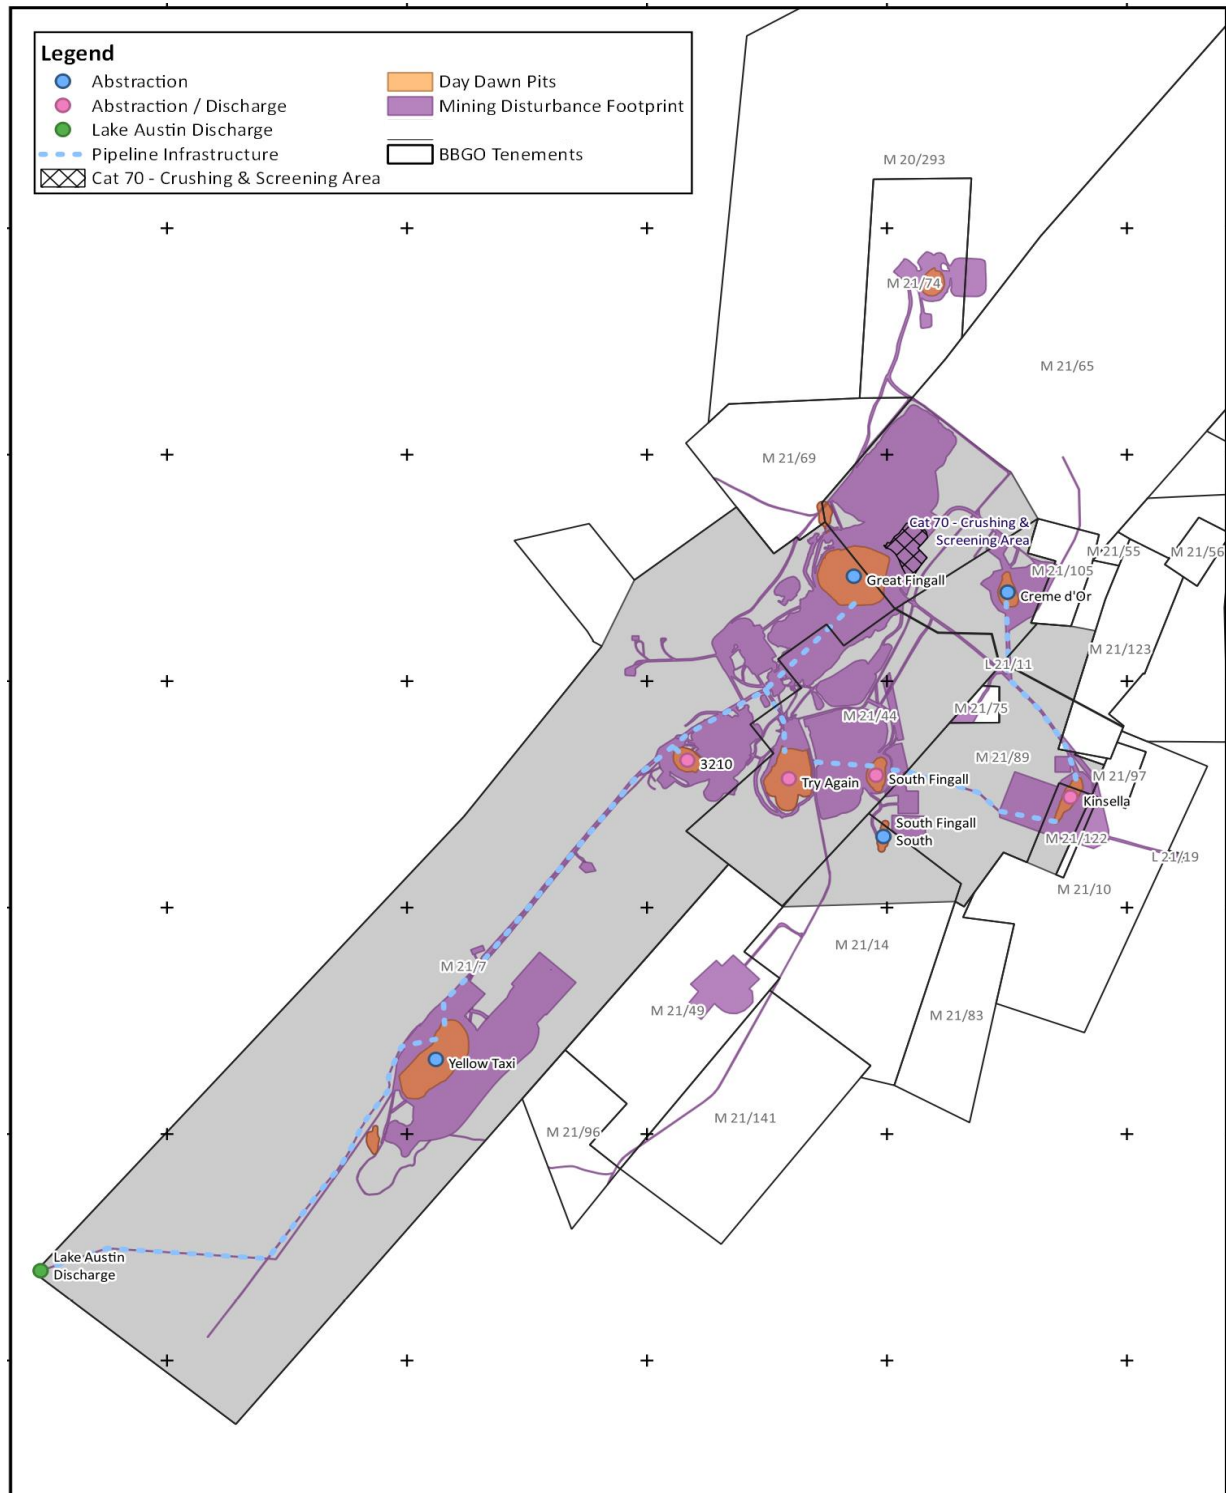 Legend
Abstraction
Abstraction / Discharge
Lake Austin Discharge
Pipeline Infrastructure
Cat 70 - Crushing & Screening Area
Day Dawn Pits
Mining Disturbance Footprint
BBGO Tenements
M 20/293
M 21/74
M 21/65
M 21/69
Cat 70 - Crushing &
Screening Area
M 21/55
M 21/56
M 21/105
Great Fingall
Creme d'Or
M 21/123
L 21/11
M 21/75
M 21/44
M 21/89
3210
Try Again
South Fingall
M 21/97
Kinsella
South Fingall
South
M 21/122
L 21/19
M 21/10
M 21/14
M 21/7
M 21/49
M 21/83
Yellow Taxi
M 21/141
M 21/96
Lake Austin
Discharge